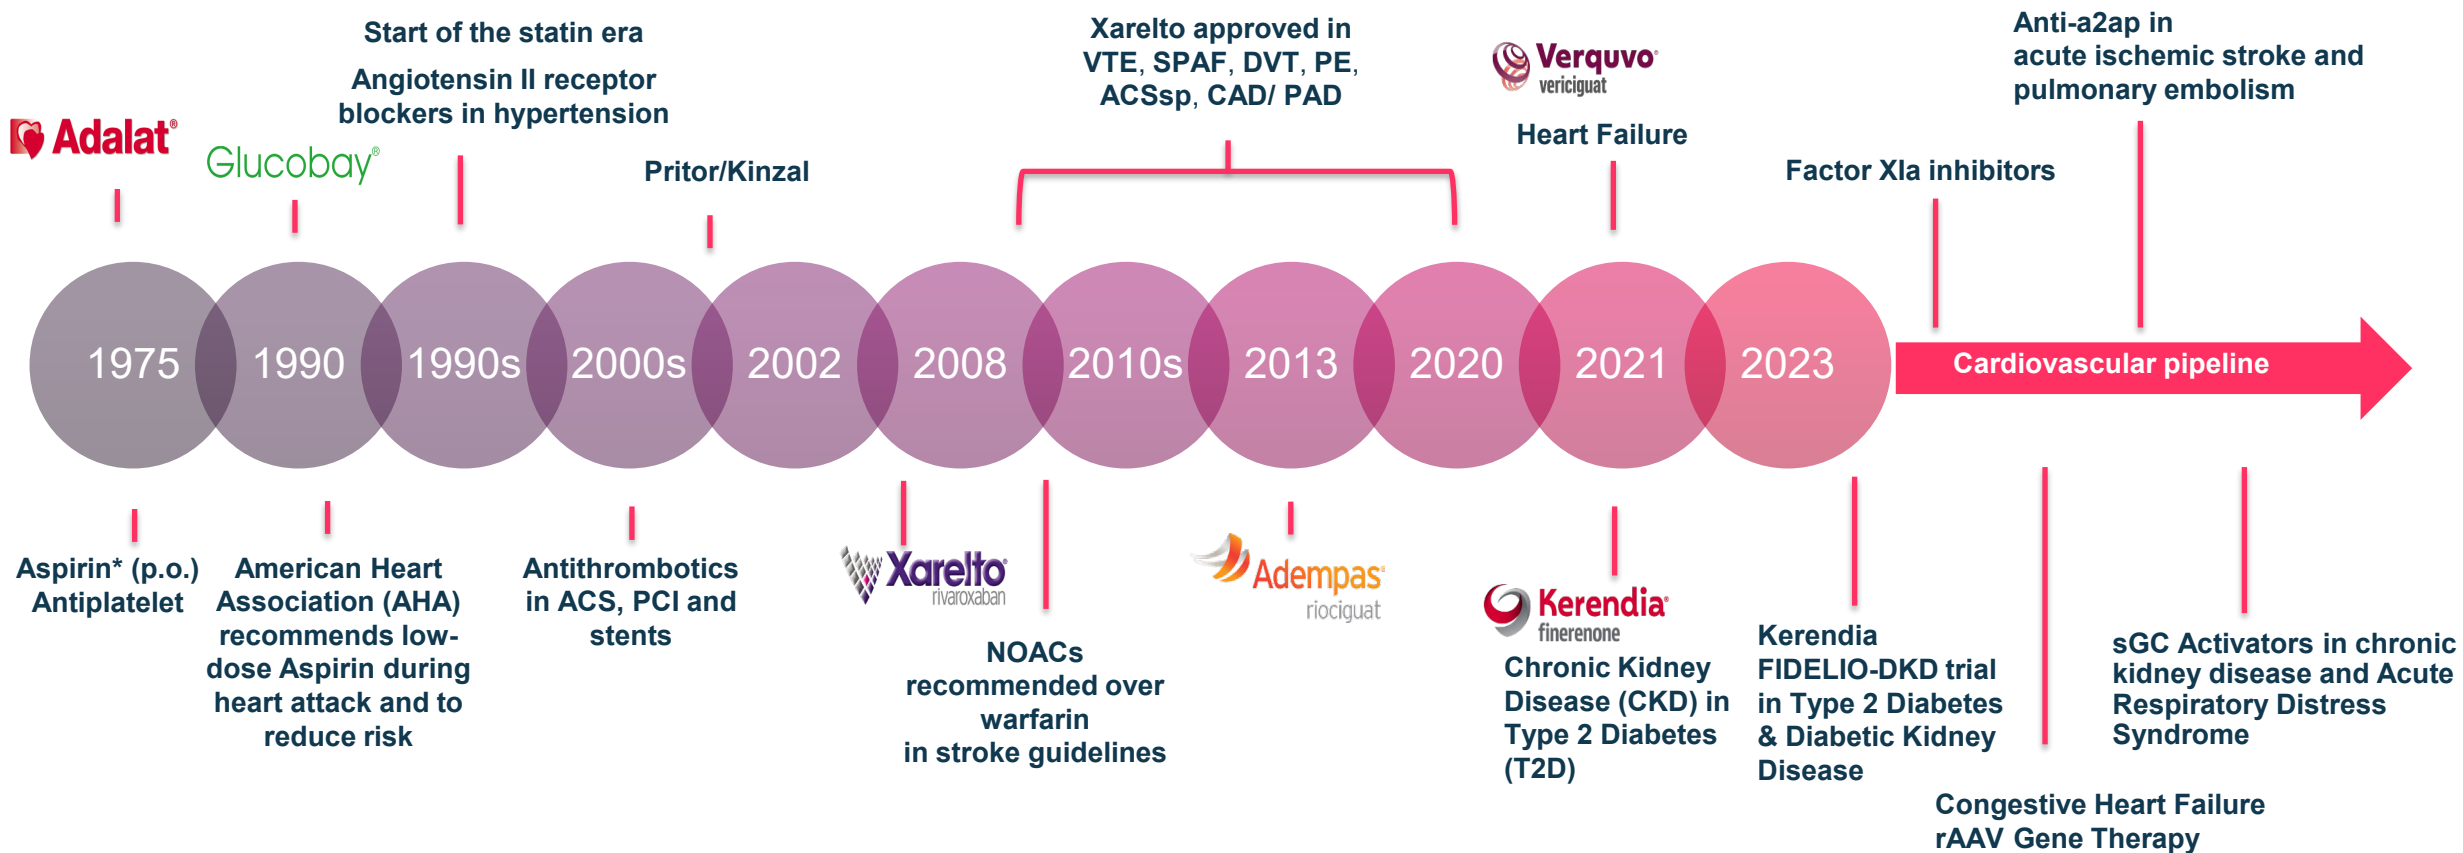 Start of the statin era
Angiotensin II receptor
blockers in hypertension
Xarelto approved in
VTE, SPAF, DVT, PE,
ACSsp, CAD/ PAD
Verquvo®
vericiguat
Heart Failure
Anti-a2ap in
acute ischemic stroke and
pulmonary embolism
Adalat®
Glucobay®
Pritor/Kinzal
Factor XIa inhibitors
1975
1990
1990s
2000s
2002
2008
2010s
2013
2020
2021
2023
Cardiovascular pipeline
Aspirin* (p.o.)
Antiplatelet
American Heart
Association (AHA)
recommends low-
dose Aspirin during
heart attack and to
reduce risk
Antithrombotics
in ACS, PCI and
stents
Xarelto®
rivaroxaban
NOACs
recommended over
warfarin
in stroke guidelines
Adempas®
riociguat
Kerendia®
finerenone
Chronic Kidney
Disease (CKD) in
Type 2 Diabetes
(T2D)
Kerendia
FIDELIO-DKD trial
in Type 2 Diabetes
& Diabetic Kidney
Disease
sGC Activators in chronic
kidney disease and Acute
Respiratory Distress
Syndrome
Congestive Heart Failure
rAAV Gene Therapy